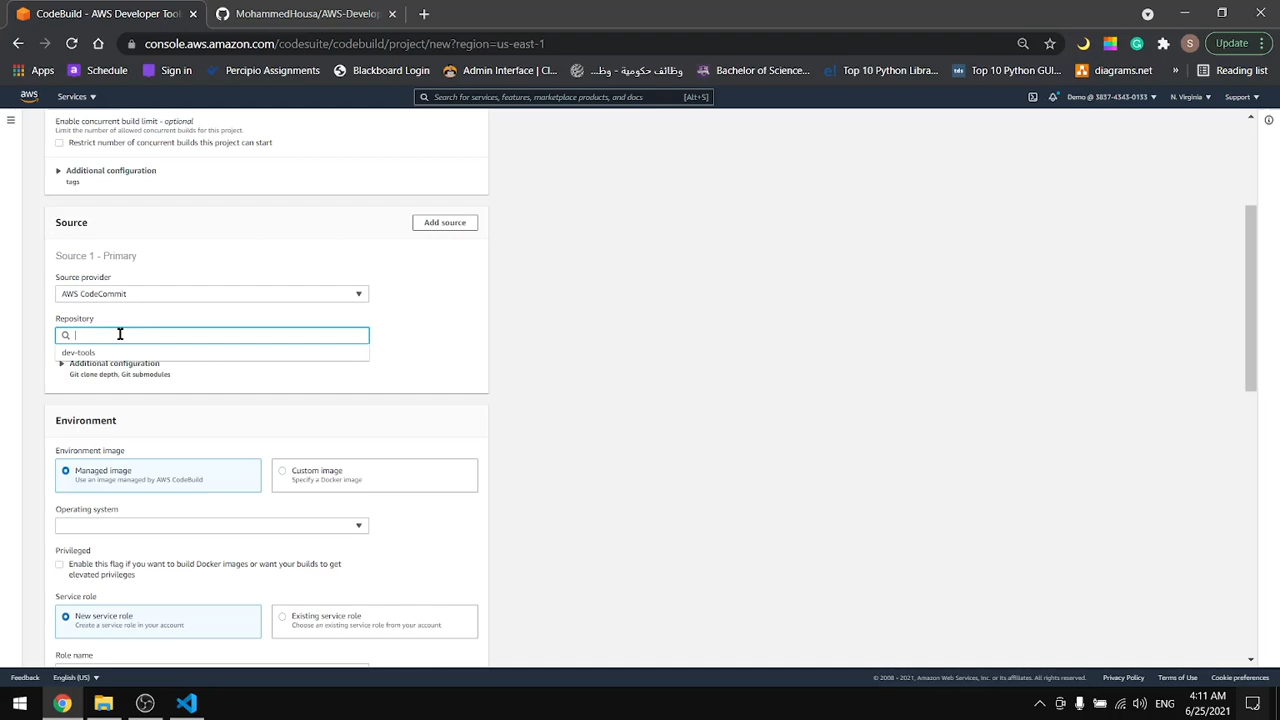 CodeBuild - AWS Developer Tool
MohammedHousa/AWS-Develop
console.aws.amazon.com/codesuite/codebuild/project/new?region=us-east-1
S
Update
Apps
Schedule
Sign in
Percipio Assignments
Blackboard Login
Admin Interface | Cl...
وظائف حكومية - وظ...
Bachelor of Science...
Top 10 Python LIB...
Top 10 Python GUI...
diagrams.net
Reading list
aws
Services
Search for services, features, marketplace products, and docs
[Alt+S]
Demo @ 3837-4343-0133
N. Virginia
Support
Enable concurrent build limit - optional
Limit the number of allowed concurrent builds for this project.
Restrict number of concurrent builds this project can start
Additional configuration
tags
Source
Add source
Source 1 - Primary
Source provider
AWS CodeCommit
Repository
dev-tools
Additional configuration
Git clone depth, Git submodules
Environment
Environment image
Managed image
Use an image managed by AWS CodeBuild
Custom image
Specify a Docker image
Operating system
Privileged
Enable this flag if you want to build Docker images or want your builds to get
elevated privileges
Service role
New service role
Create a service role in your account
Existing service role
Choose an existing service role from your account
Role name
Feedback
English (US)
© 2008 - 2021, Amazon Web Services, Inc. or its affiliates. All rights reserved.
Privacy Policy
Terms of Use
Cookie preferences
ENG
4:11 AM
6/25/2021